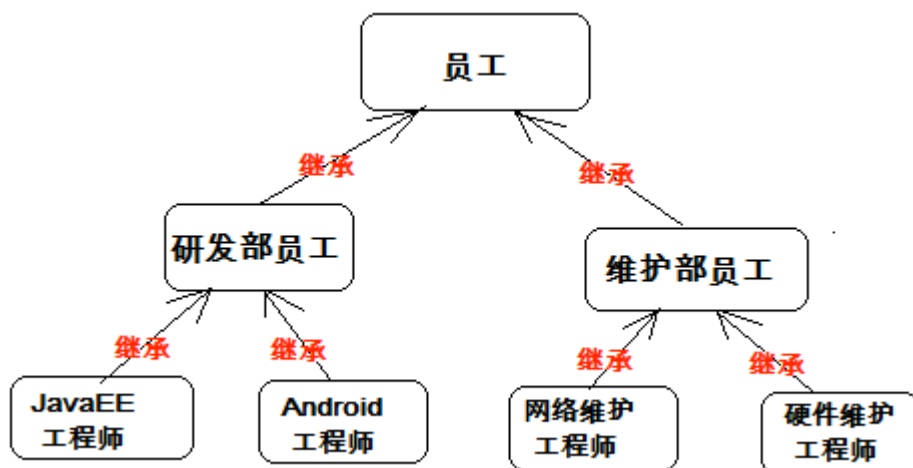 员工
继承
继承
研发部员工
维护部员工
继承
继承
继承
继承
JavaEE
工程师
Android
工程师
网络维护
工程师
硬件维护
工程师